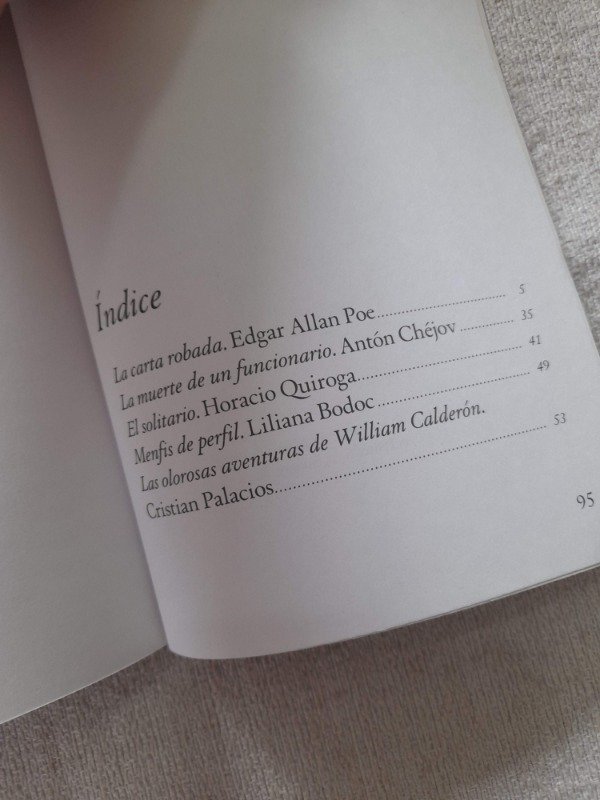 Índice
La carta robada. Edgar Allan Poe.............................. 5
La muerte de un funcionario. Antón Chéjov ............ 35
El solitario. Horacio Quiroga.................................... 41
Menfis de perfil. Liliana Bodoc ................................. 49
Las olorosas aventuras de William Calderón.
Cristian Palacios......................................................... 53
95